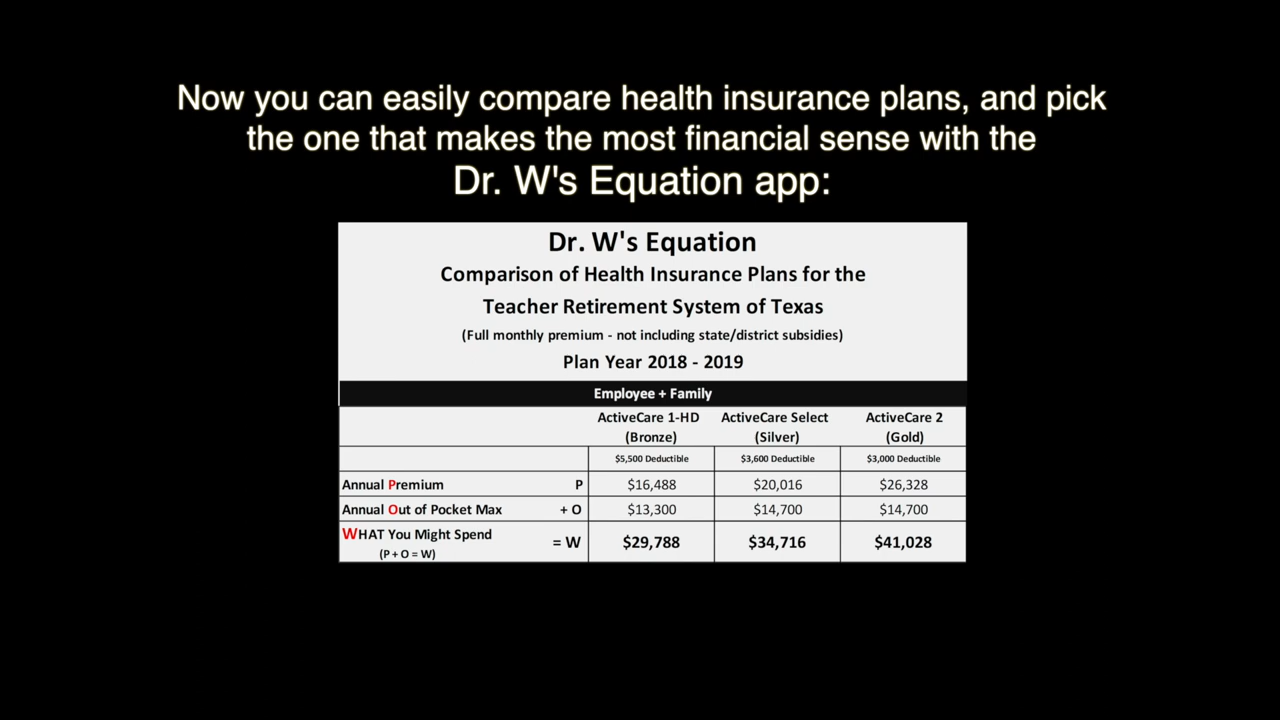 Now you can easily compare health insurance plans, and pick
the one that makes the most financial sense with the
Dr. W's Equation app:
Dr. W's Equation
Comparison of Health Insurance Plans for the
Teacher Retirement System of Texas
(Full monthly premium - not including state/district subsidies)
Plan Year 2018 - 2019
Employee + Family
ActiveCare 1-HD ActiveCare Select ActiveCare 2
(Bronze) (Silver) (Gold)
$5,500 Deductible $3,600 Deductible $3,000 Deductible
Annual Premium P $16,488 $20,016 $26,328
Annual Out of Pocket Max + O $13,300 $14,700 $14,700
WHAT You Might Spend = W $29,788 $34,716 $41,028
(P + O = W)